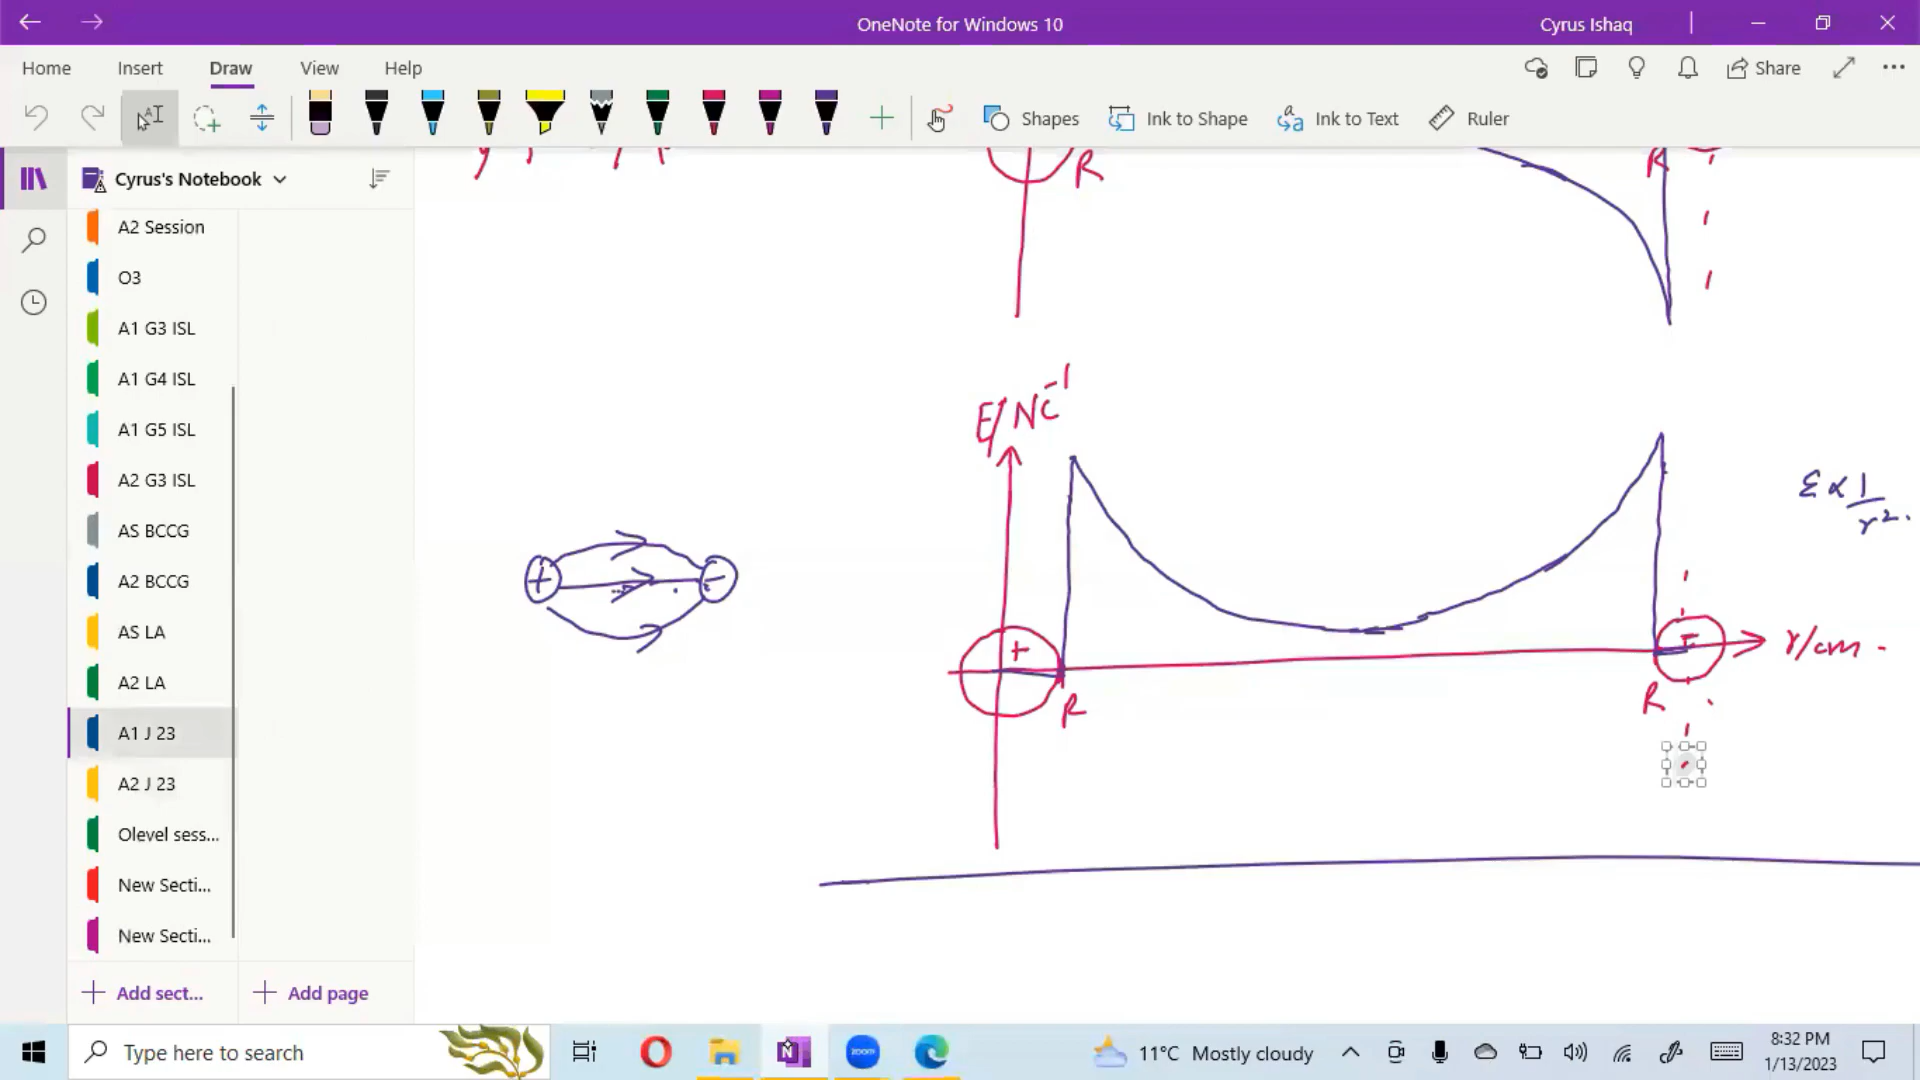 OneNote for Windows 10
Cyrus Ishaq
Home
Insert
Draw
View
Help
Share
Shapes
Ink to Shape
Ink to Text
Ruler
Cyrus's Notebook
A2 Session
O3
A1 G3 ISL
A1 G4 ISL
A1 G5 ISL
A2 G3 ISL
AS BCCG
A2 BCCG
AS LA
A2 LA
A1 J 23
A2 J 23
Olevel sess...
New Secti...
New Secti...
Add sect...
Add page
R
R
E/NC⁻¹
ε ∝ 1/r².
+
−
+
r/cm.
R
R
Type here to search
zoom
11°C Mostly cloudy
8:32 PM
1/13/2023